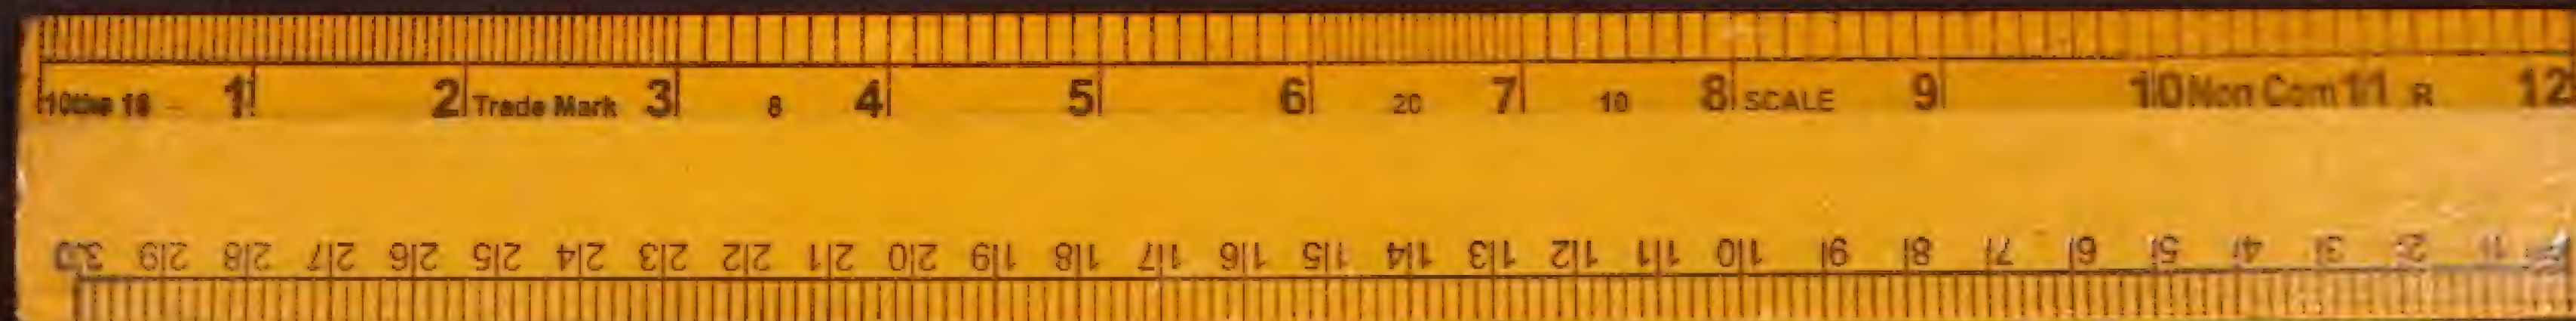 10ths 16 1 2 Trade Mark 3 8 4 5 6 20 7 10 8 SCALE 9 10 Non Com 11 R 12
30 29 28 27 26 25 24 23 22 21 20 19 18 17 16 15 14 13 12 11 10 9 8 7 6 5 4 3 2 1